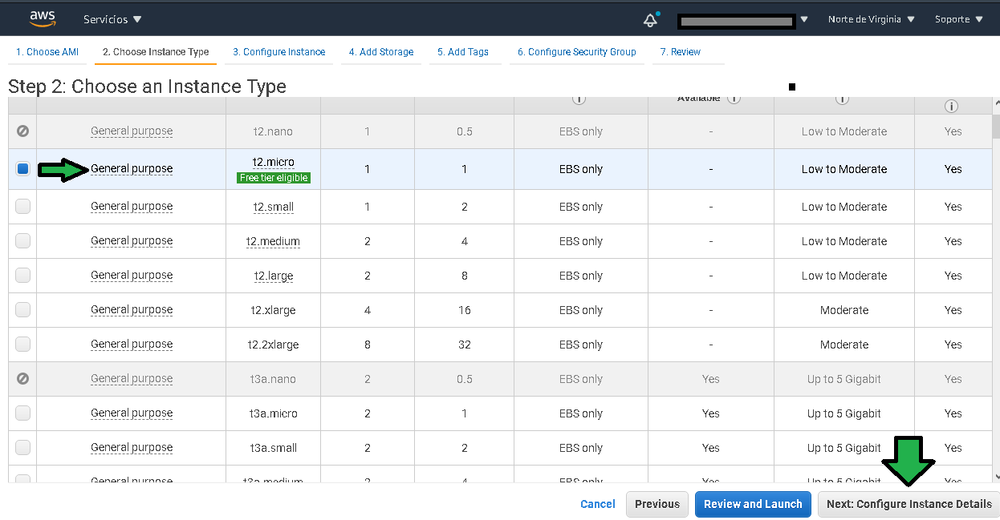 aws Servicios Norte de Virginia Soporte
1. Choose AMI 2. Choose Instance Type 3. Configure Instance 4. Add Storage 5. Add Tags 6. Configure Security Group 7. Review
Step 2: Choose an Instance Type
Available
General purpose t2.nano 1 0.5 EBS only - Low to Moderate Yes
General purpose t2.micro 1 1 EBS only - Low to Moderate Yes
Free tier eligible
General purpose t2.small 1 2 EBS only - Low to Moderate Yes
General purpose t2.medium 2 4 EBS only - Low to Moderate Yes
General purpose t2.large 2 8 EBS only - Low to Moderate Yes
General purpose t2.xlarge 4 16 EBS only - Moderate Yes
General purpose t2.2xlarge 8 32 EBS only - Moderate Yes
General purpose t3a.nano 2 0.5 EBS only Yes Up to 5 Gigabit Yes
General purpose t3a.micro 2 1 EBS only Yes Up to 5 Gigabit Yes
General purpose t3a.small 2 2 EBS only Yes Up to 5 Gigabit Yes
General purpose t3a.medium 2 4 EBS only Yes Up to 5 Gigabit Yes
Cancel Previous Review and Launch Next: Configure Instance Details